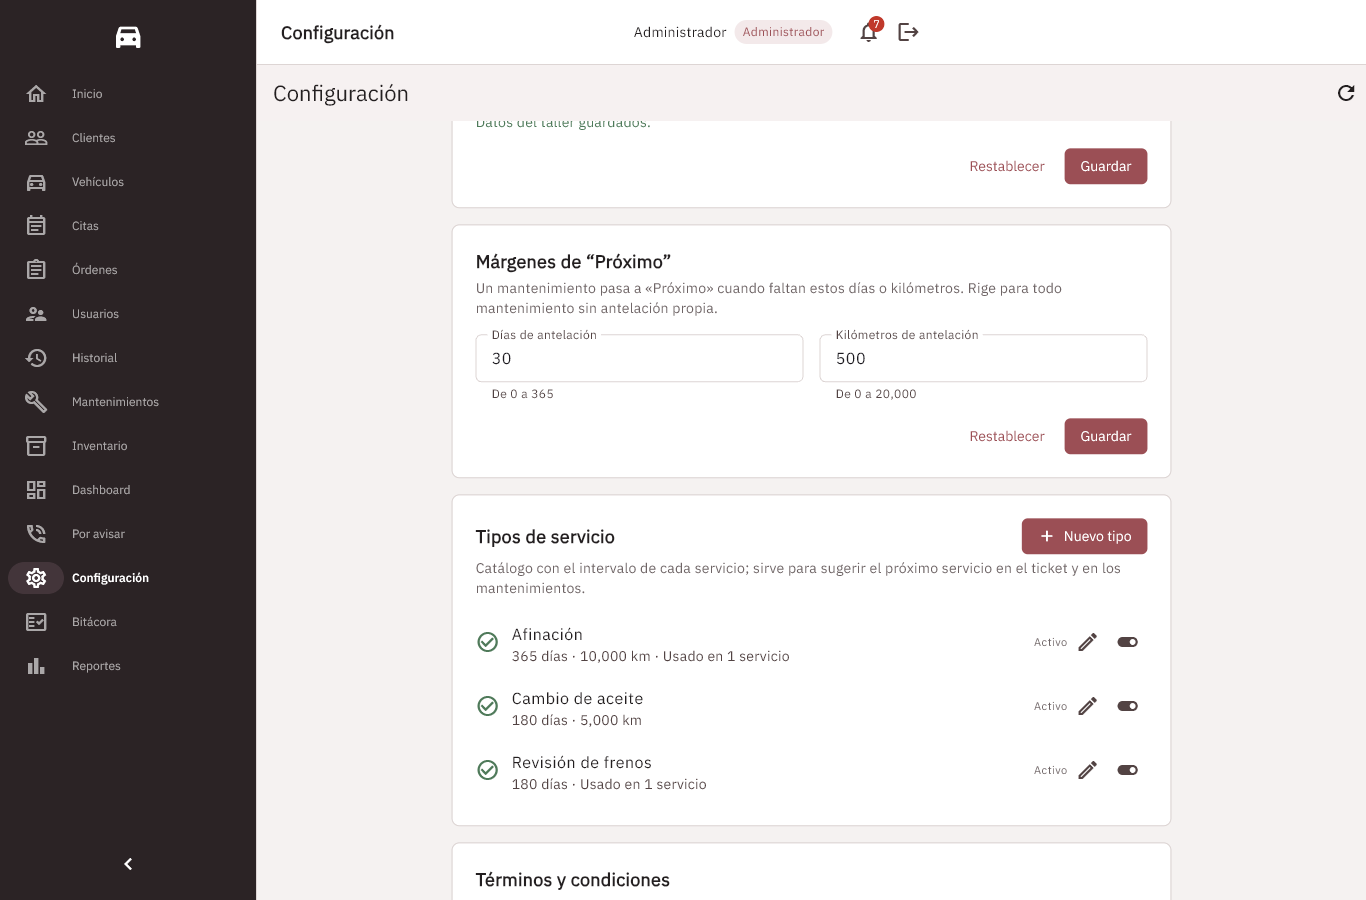 Configuración
Administrador
Administrador
7
Inicio
Clientes
Vehículos
Citas
Órdenes
Usuarios
Historial
Mantenimientos
Inventario
Dashboard
Por avisar
Configuración
Bitácora
Reportes
Configuración
Datos del taller guardados.
Restablecer
Guardar
Márgenes de “Próximo”
Un mantenimiento pasa a «Próximo» cuando faltan estos días o kilómetros. Rige para todo
mantenimiento sin antelación propia.
Días de antelación
30
De 0 a 365
Kilómetros de antelación
500
De 0 a 20,000
Restablecer
Guardar
Tipos de servicio
Nuevo tipo
Catálogo con el intervalo de cada servicio; sirve para sugerir el próximo servicio en el ticket y en los
mantenimientos.
Afinación
365 días · 10,000 km · Usado en 1 servicio
Activo
Cambio de aceite
180 días · 5,000 km
Activo
Revisión de frenos
180 días · Usado en 1 servicio
Activo
Términos y condiciones